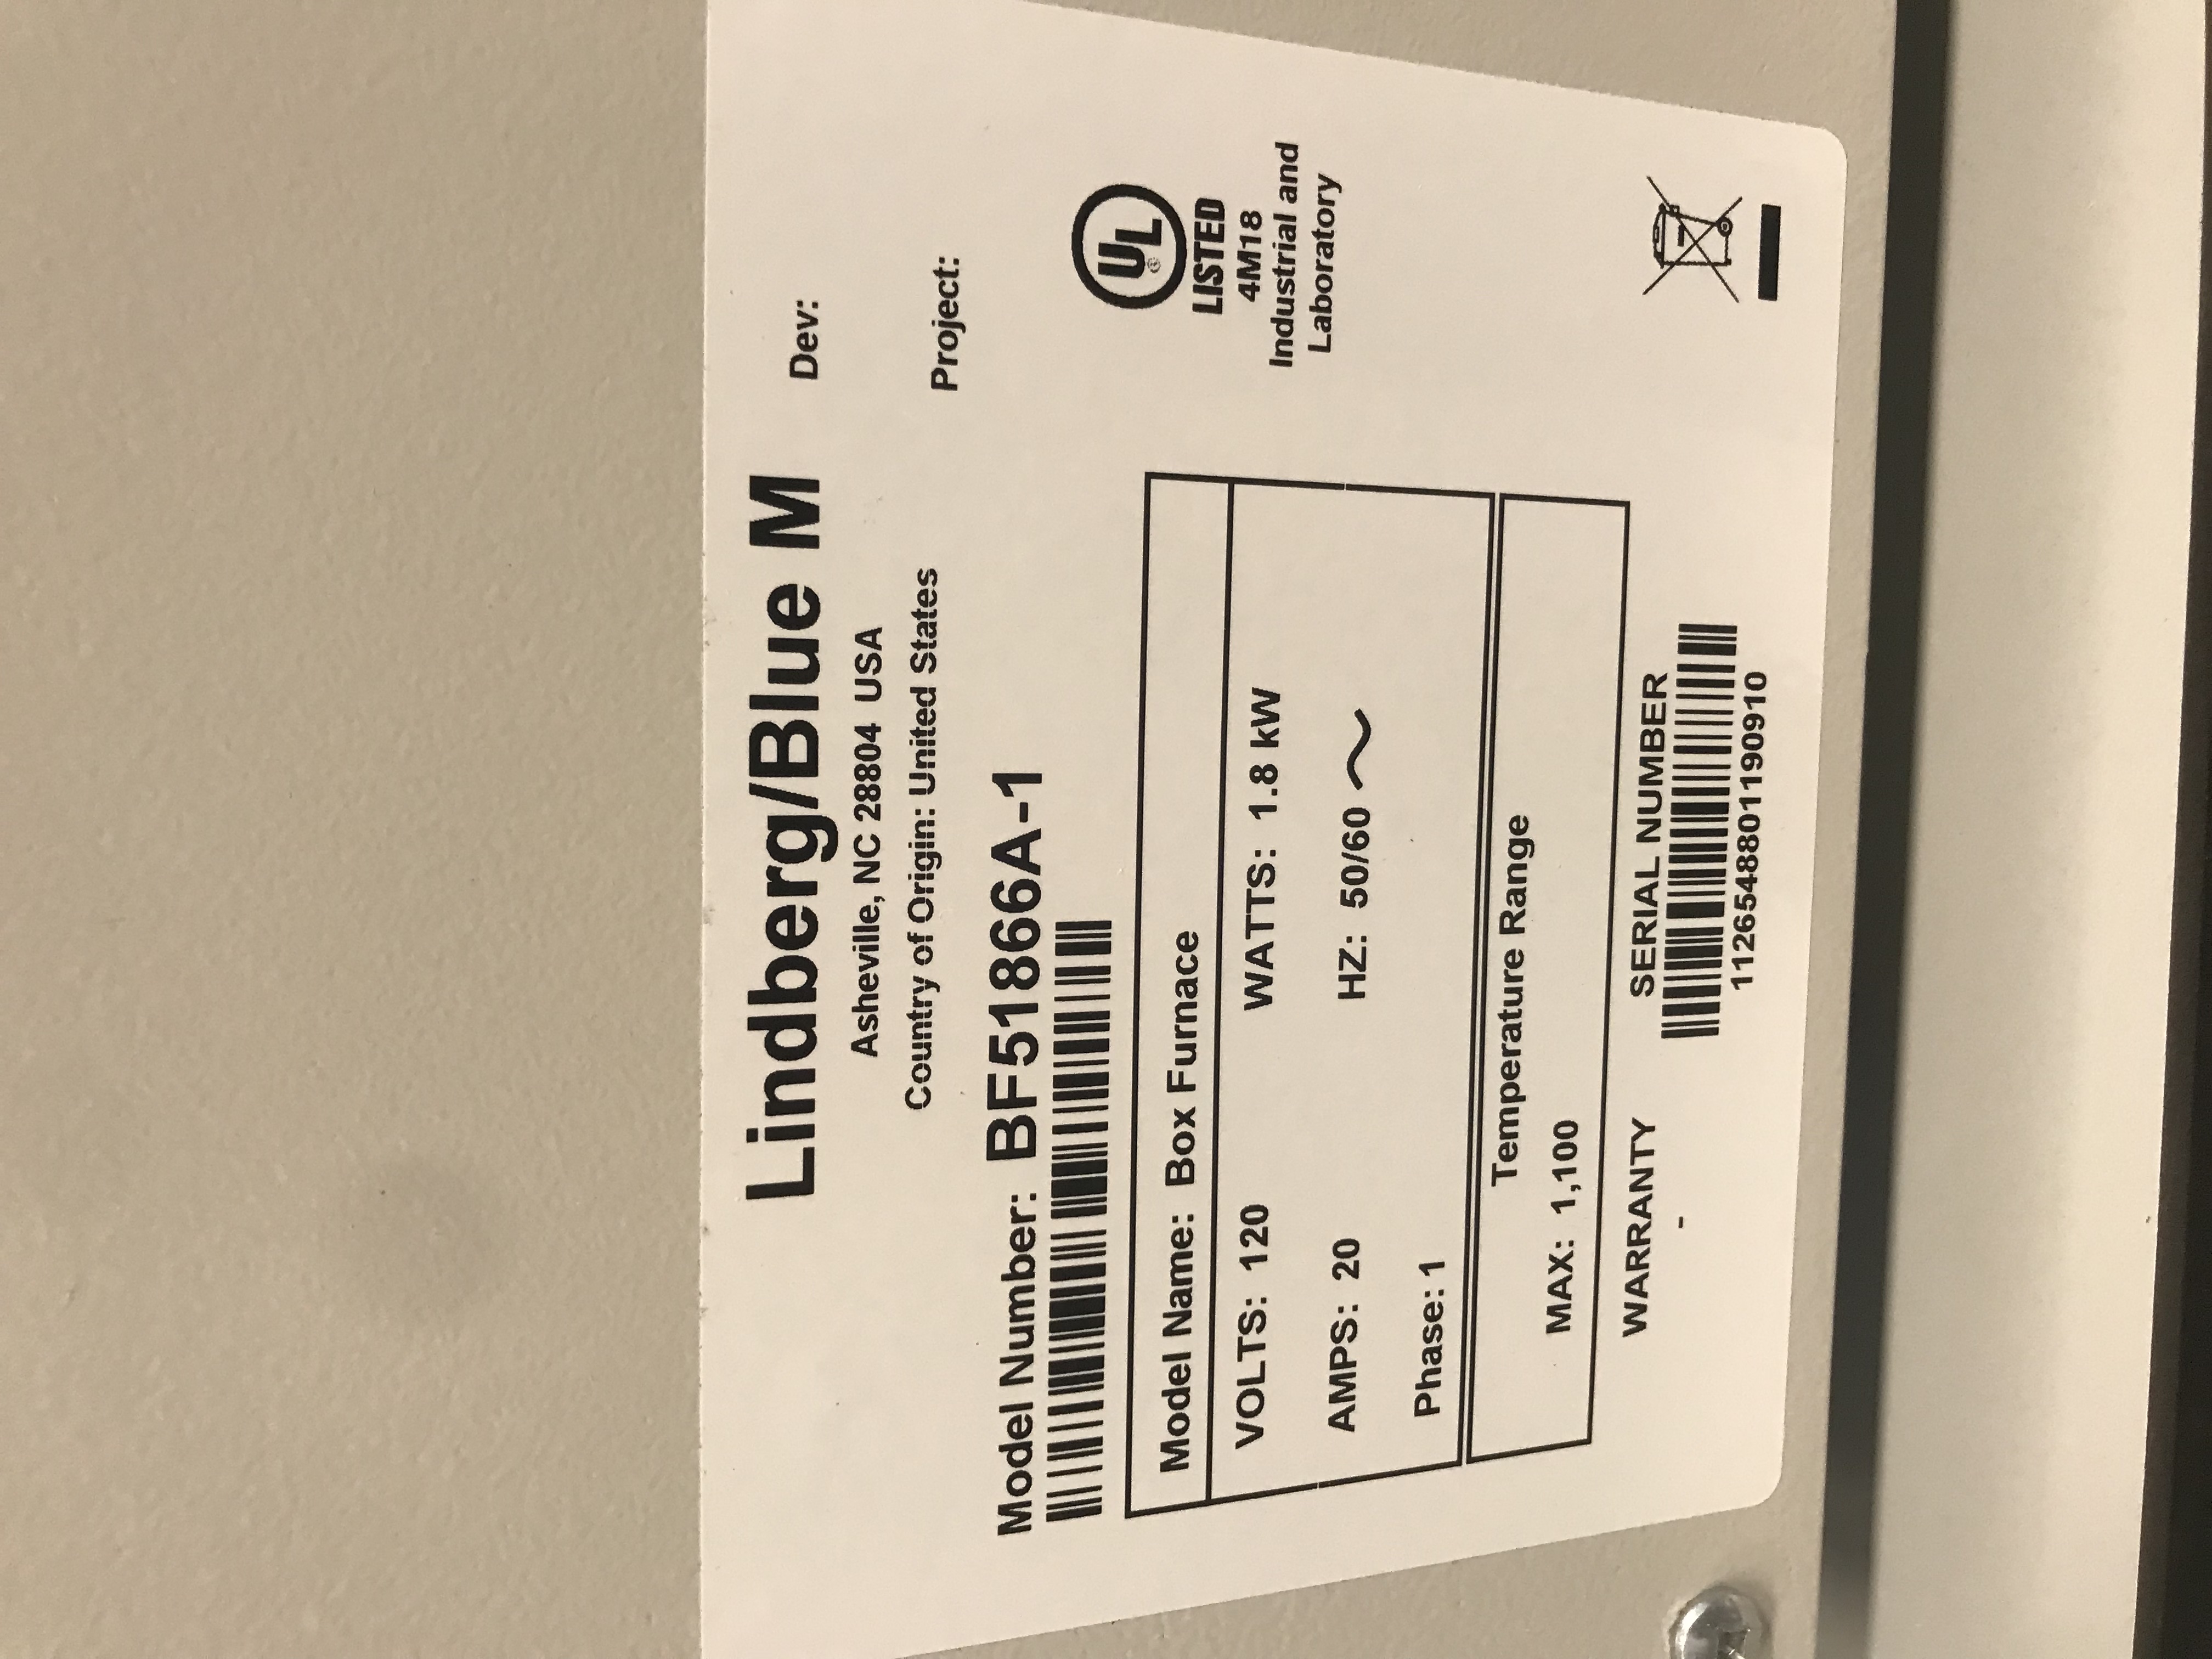 Lindberg/Blue M
Asheville, NC 28804 USA
Country of Origin: United States
Dev:
Project:
Model Number: BF51866A-1
UL
®
LISTED
4M18
Industrial and
Laboratory
Model Name: Box Furnace
VOLTS: 120 WATTS: 1.8 kW
AMPS: 20 HZ: 50/60 ~
Phase: 1
Temperature Range
MAX: 1,100
WARRANTY SERIAL NUMBER
-
1126548801190910